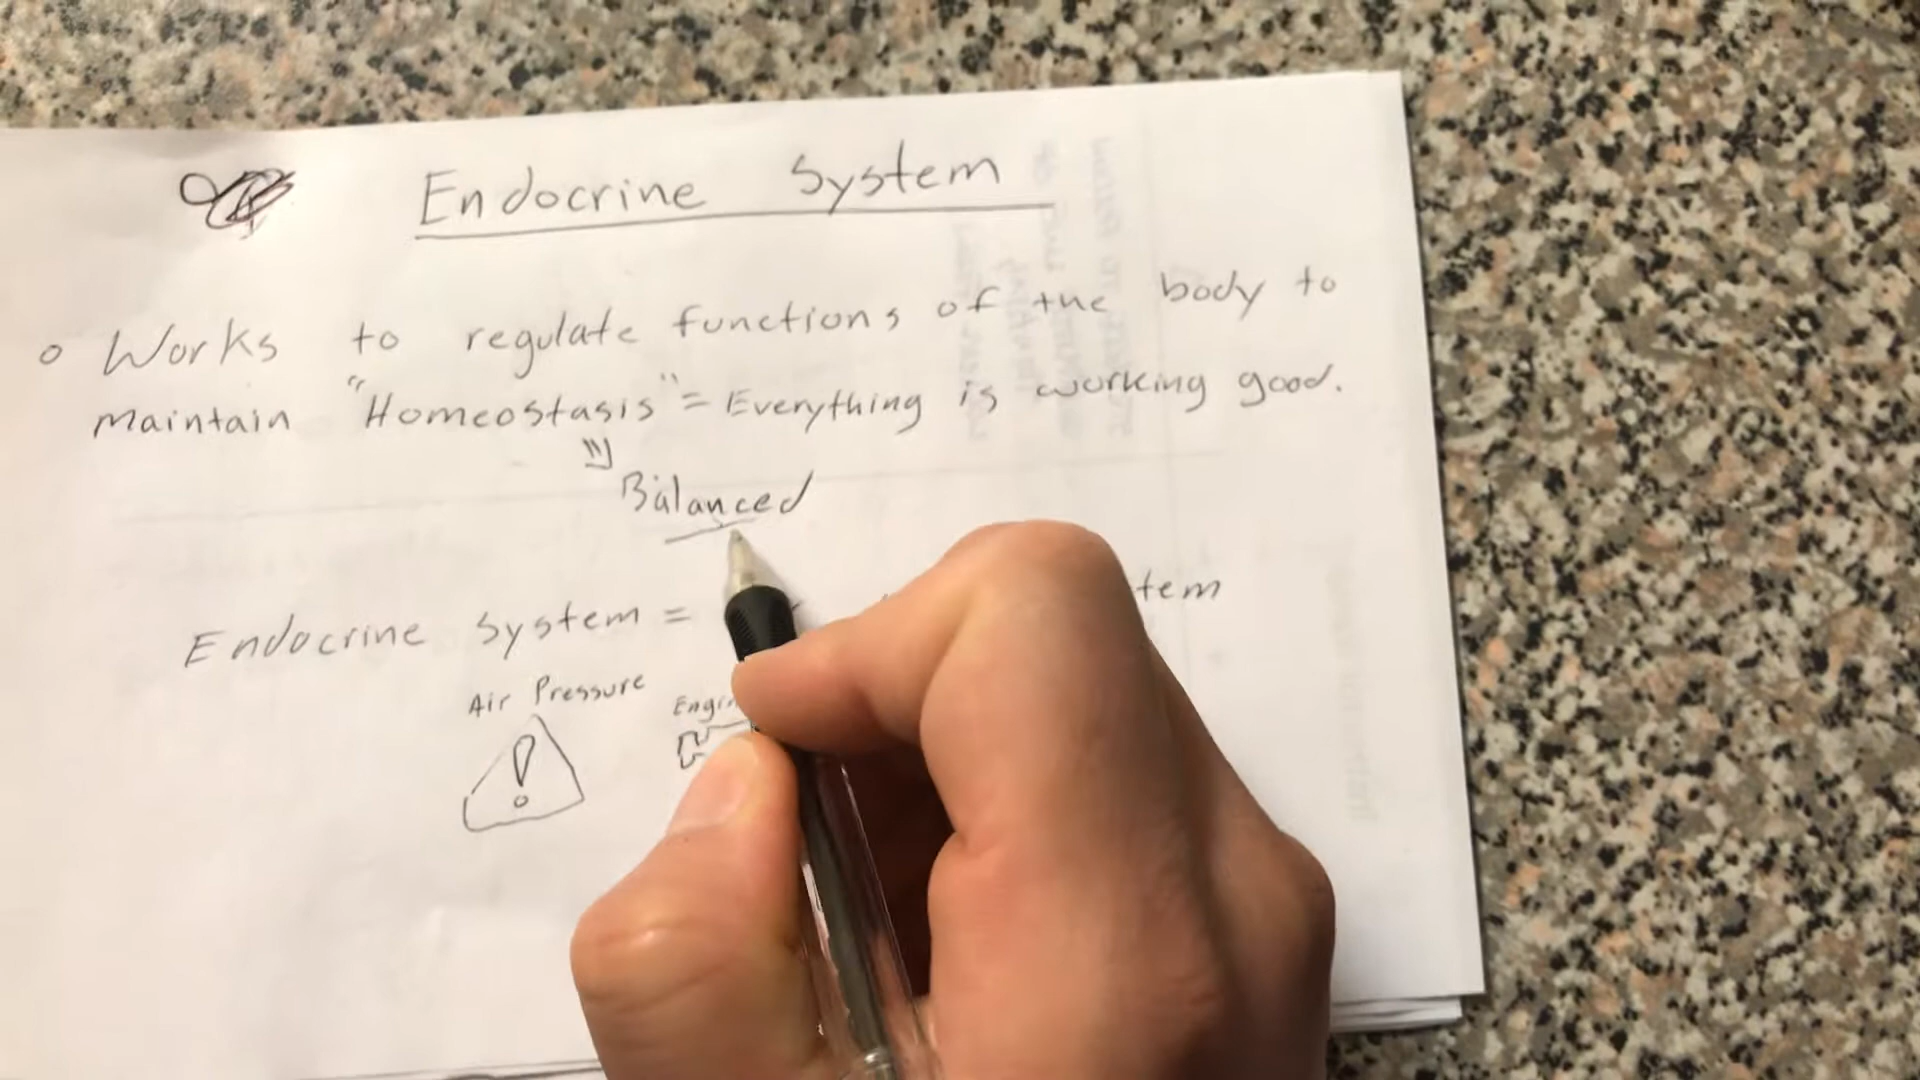 Endocrine System
o Works to regulate functions of the body to
maintain "Homeostasis" = Everything is working good.
Balanced
Endocrine System =
Air Pressure